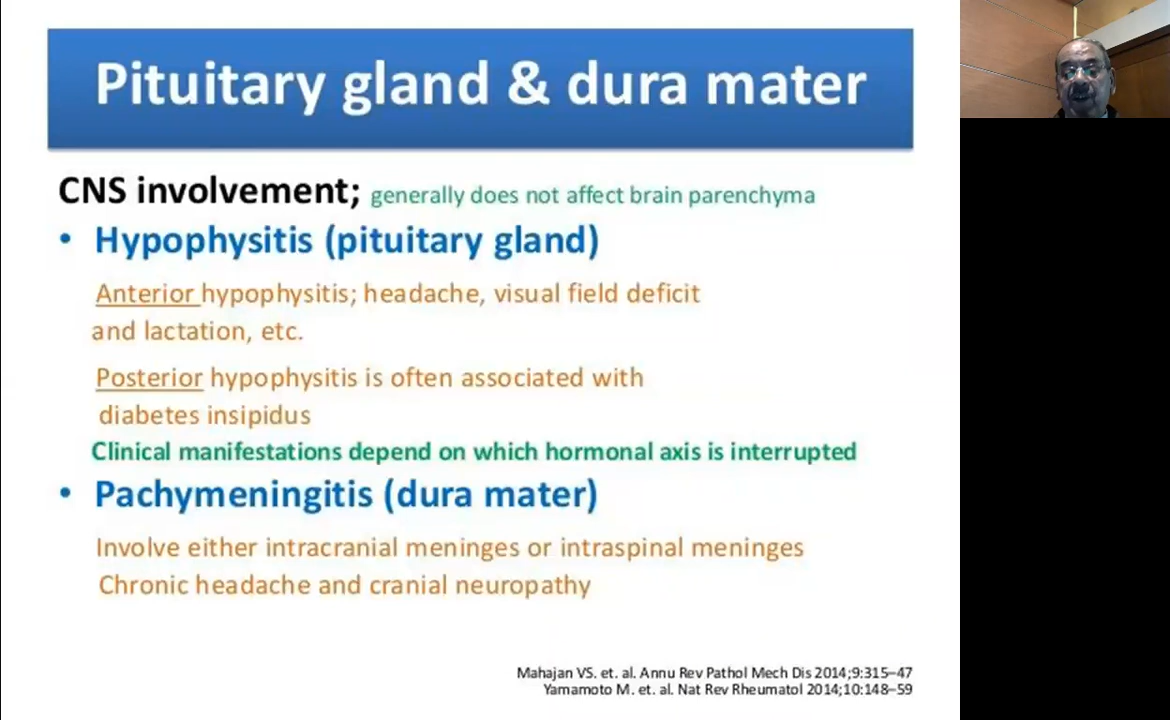 Pituitary gland & dura mater
CNS involvement; generally does not affect brain parenchyma
• Hypophysitis (pituitary gland)
Anterior hypophysitis; headache, visual field deficit
and lactation, etc.
Posterior hypophysitis is often associated with
diabetes insipidus
Clinical manifestations depend on which hormonal axis is interrupted
• Pachymeningitis (dura mater)
Involve either intracranial meninges or intraspinal meninges
Chronic headache and cranial neuropathy
Mahajan VS. et. al. Annu Rev Pathol Mech Dis 2014;9:315–47
Yamamoto M. et. al. Nat Rev Rheumatol 2014;10:148–59